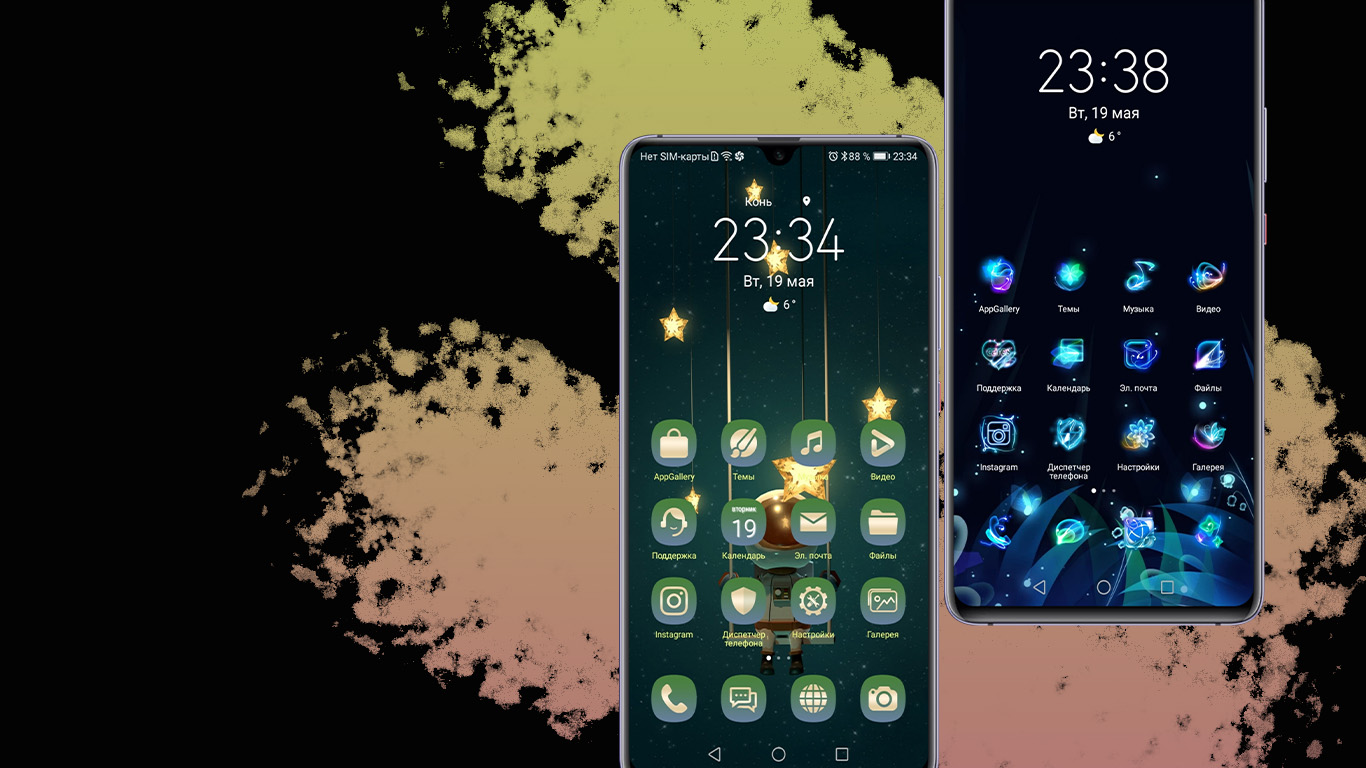 Нет SIM-карты
88 %
23:34
Конь
23:34
Вт, 19 мая
6°
AppGallery
Темы
Видео
вторник
19
Поддержка
Календарь
Эл. почта
Файлы
Instagram
Диспетчер
телефона
Настройки
Галерея
23:38
Вт, 19 мая
6°
AppGallery
Темы
Музыка
Видео
Поддержка
Календарь
Эл. почта
Файлы
Instagram
Диспетчер
телефона
Настройки
Галерея